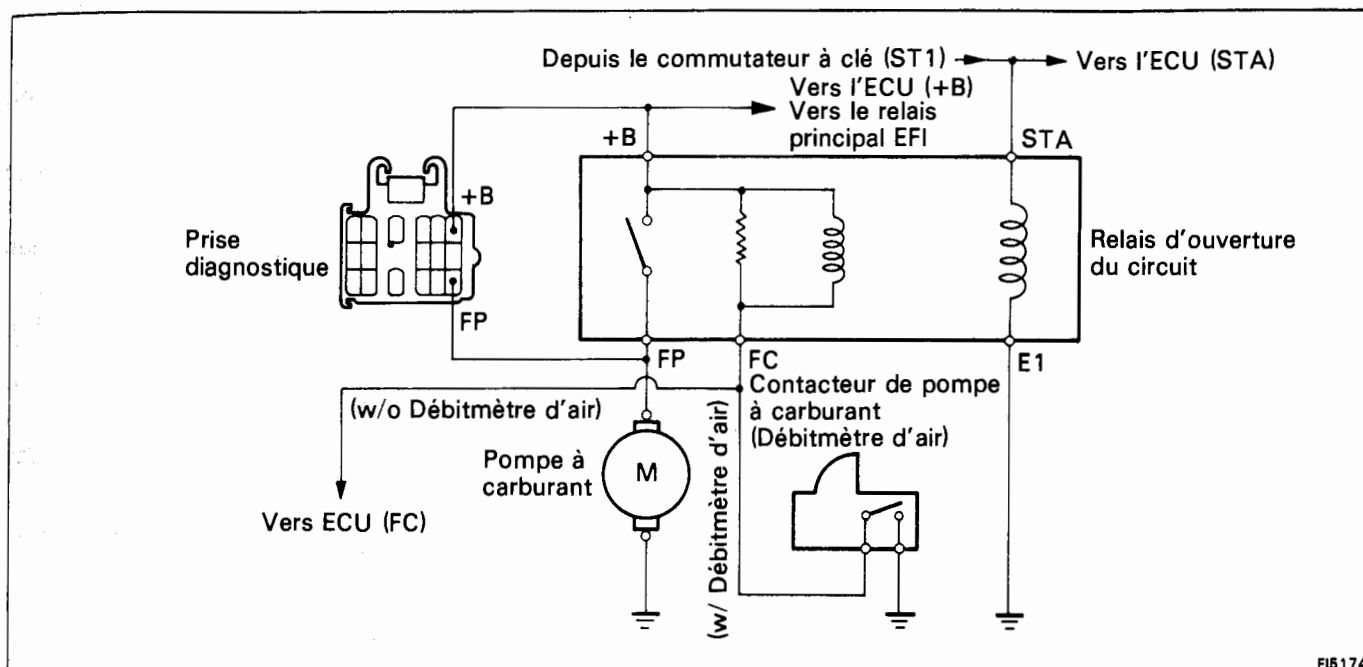 Depuis le commutateur à clé (ST1)
Vers l'ECU (STA)
Vers l'ECU (+B)
Vers le relais
principal EFI
+B
STA
+B
Prise
diagnostique
Relais d'ouverture
du circuit
FP
FP
FC
E1
(w/o Débitmètre d'air)
(w/ Débitmètre d'air)
Contacteur de pompe
à carburant
(Débitmètre d'air)
Pompe à
carburant
M
Vers ECU (FC)